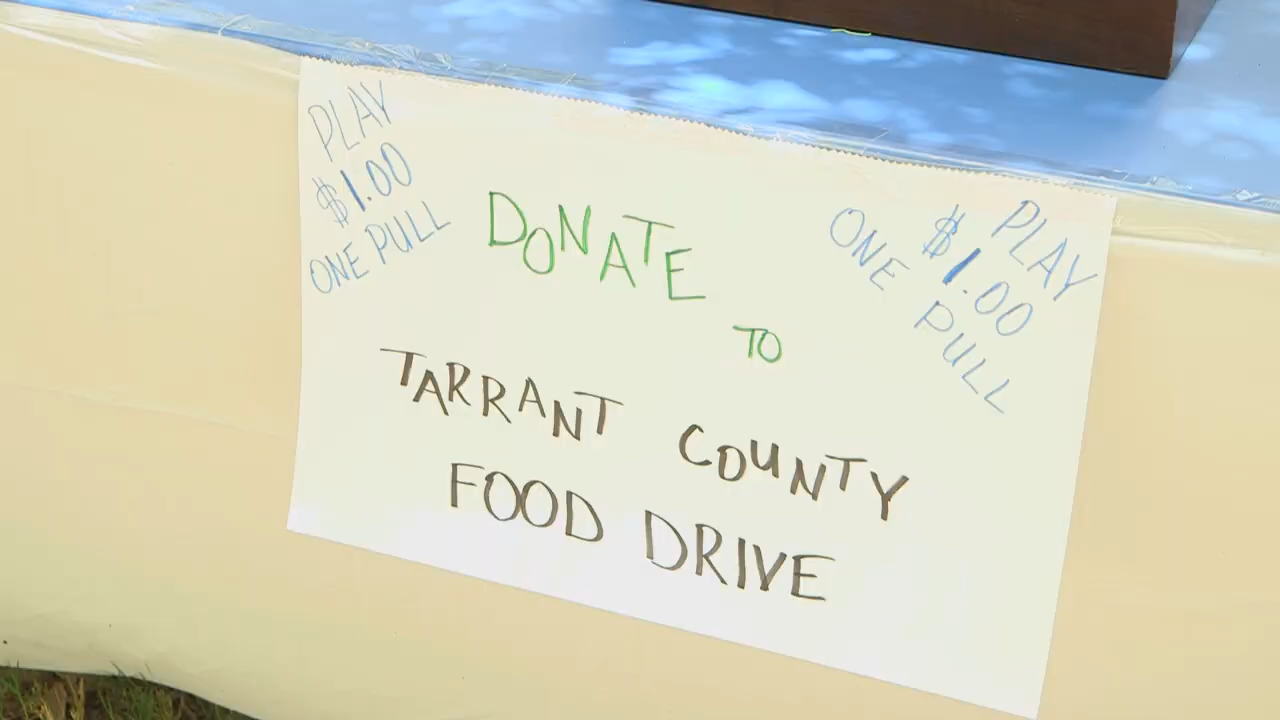 PLAY
$1.00
ONE PULL
DONATE
TO
TARRANT COUNTY
FOOD DRIVE
PLAY
$1.00
ONE PULL